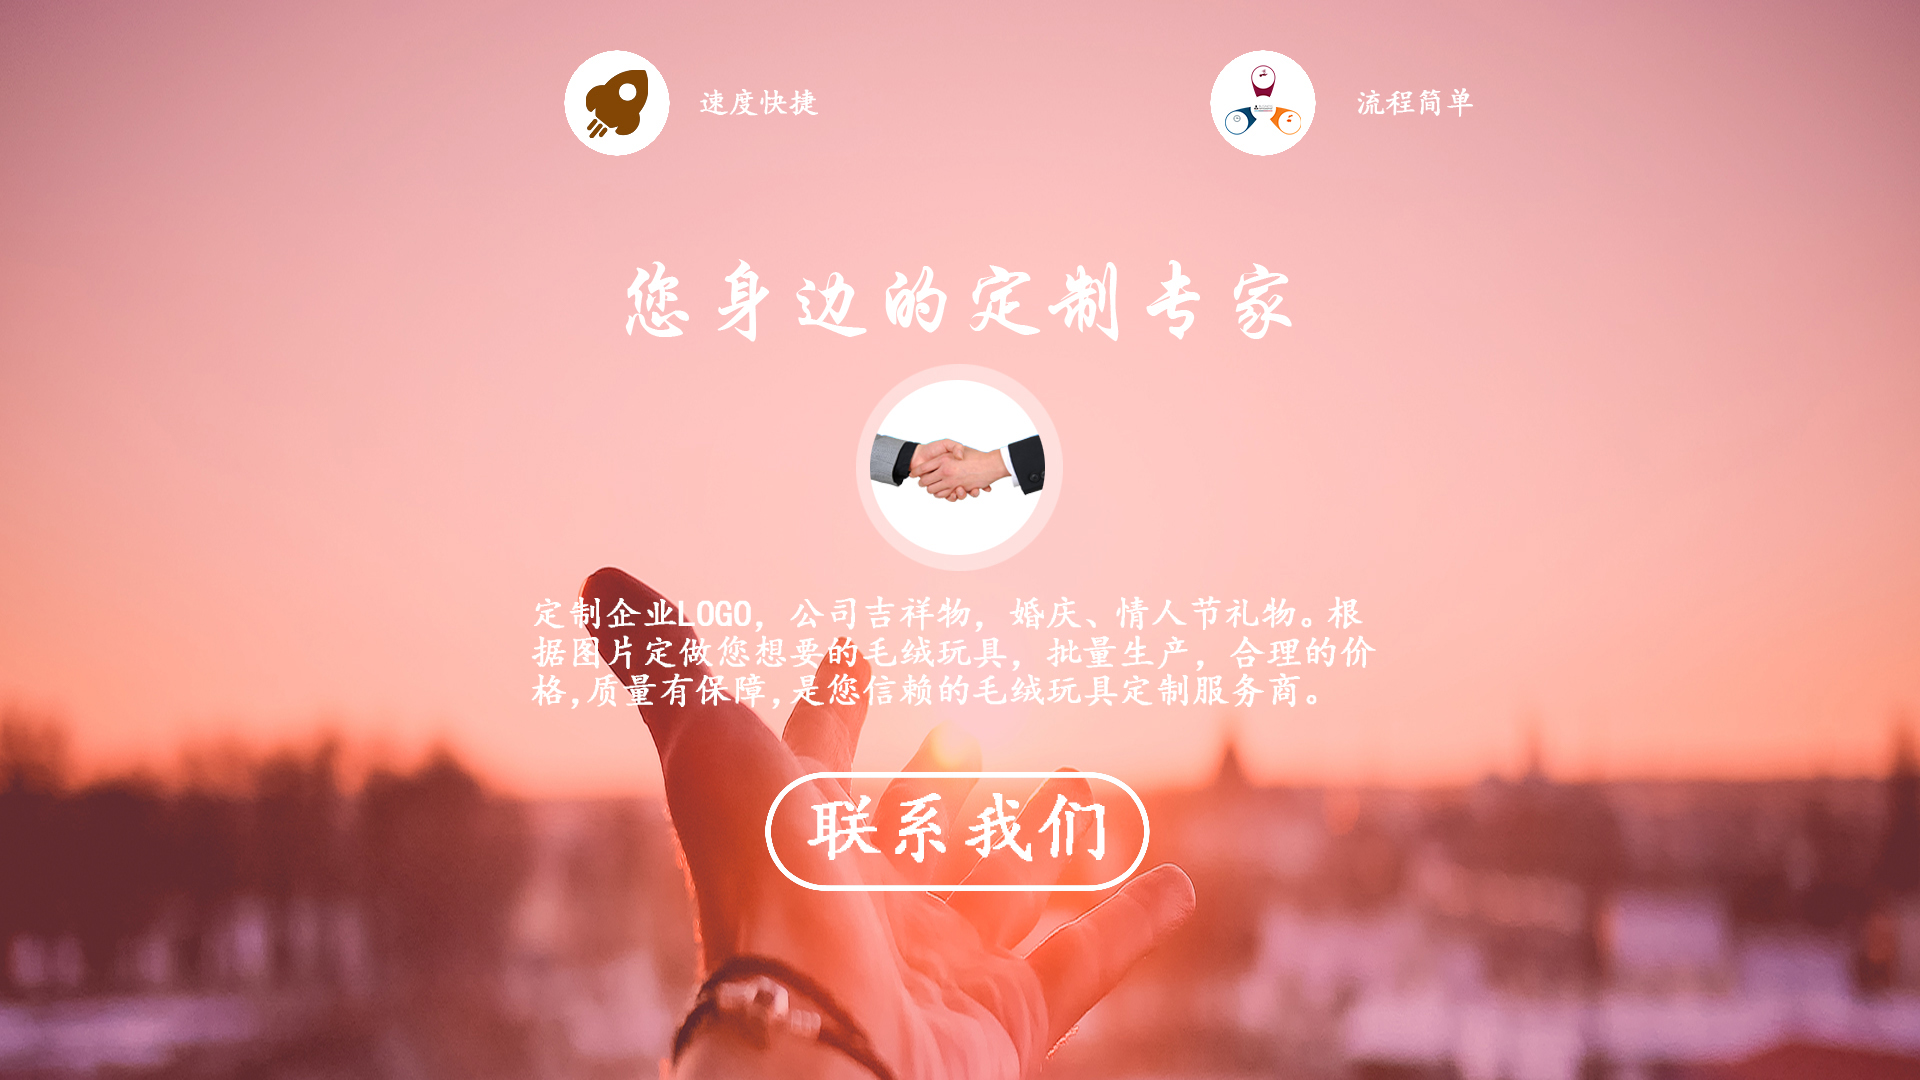 速度快捷
流程简单
您身边的定制专家
定制企业LOGO，公司吉祥物，婚庆、情人节礼物。根
据图片定做您想要的毛绒玩具，批量生产，合理的价
格,质量有保障,是您信赖的毛绒玩具定制服务商。
联系我们